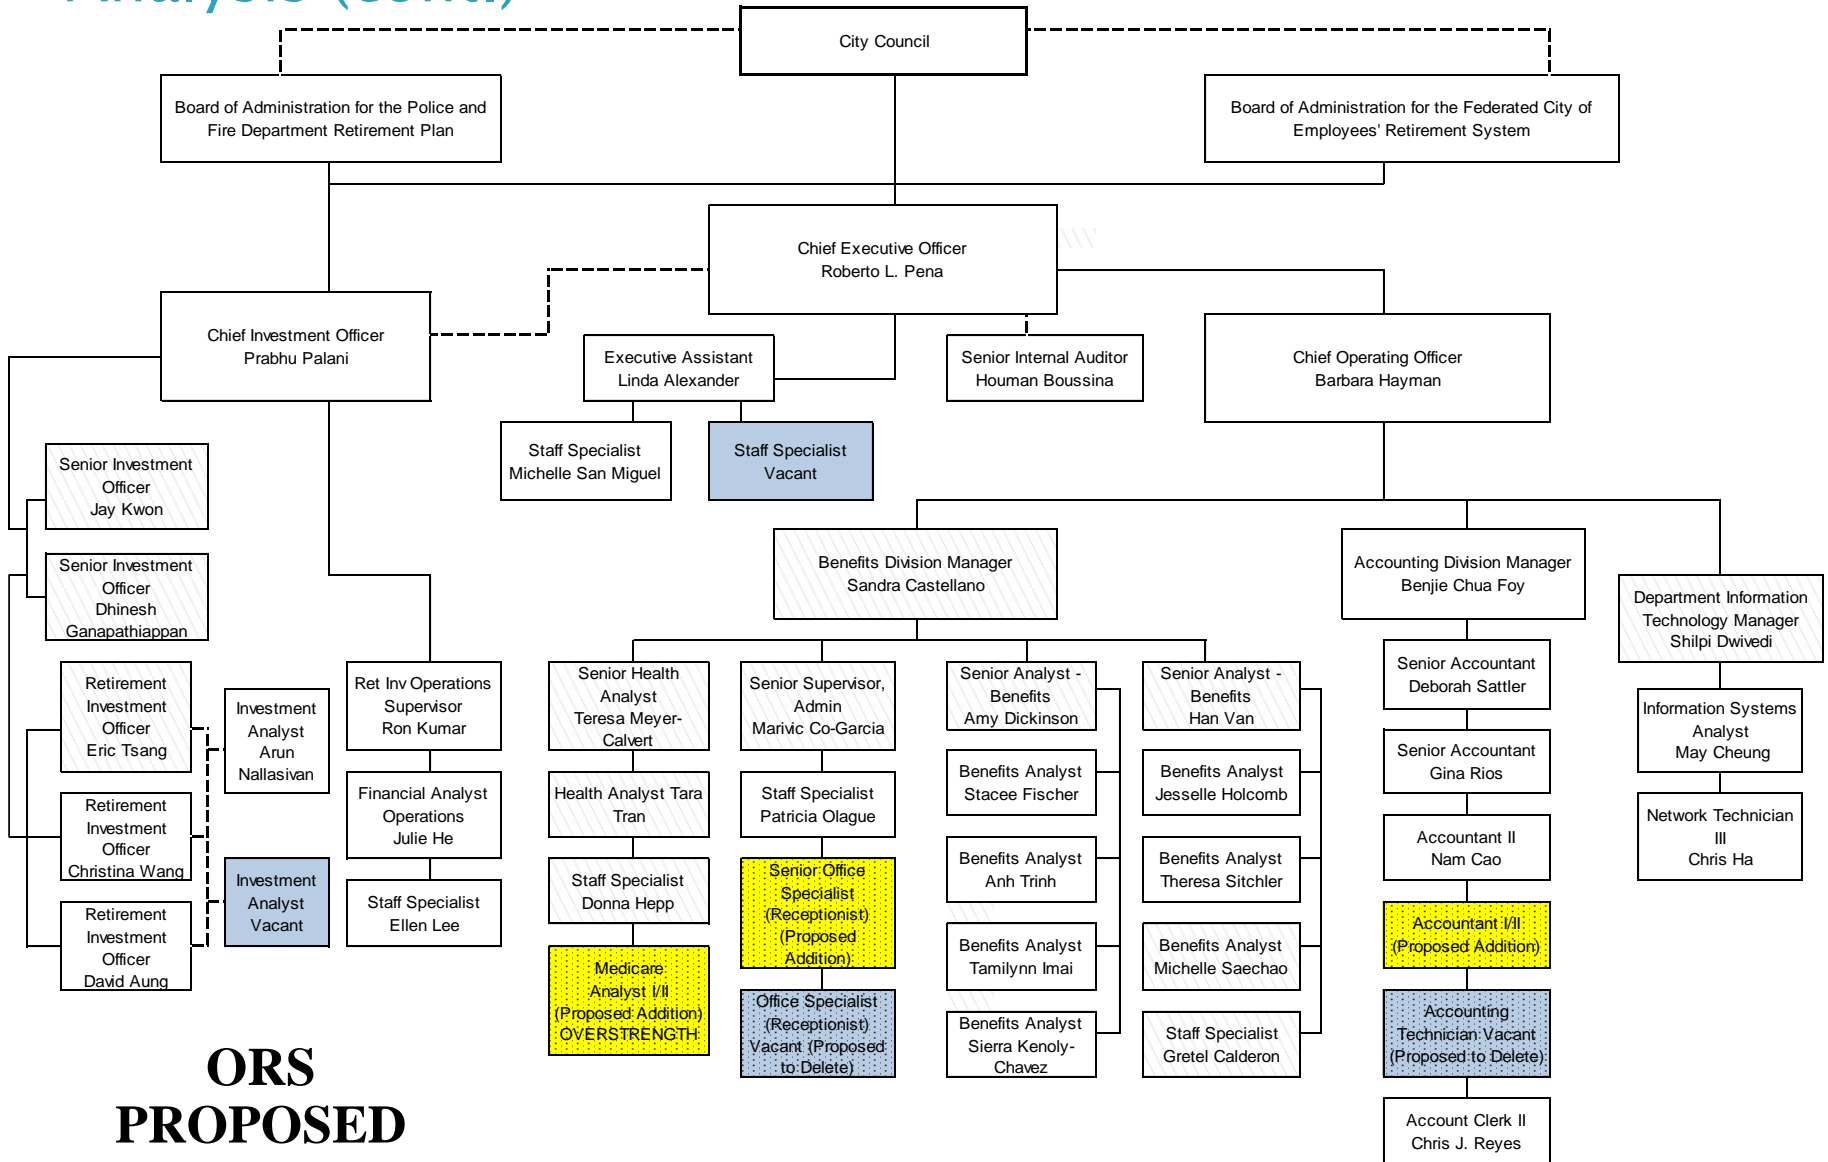 Analysis (cont.)
City Council
Board of Administration for the Police and
Fire Department Retirement Plan
Board of Administration for the Federated City of
Employees' Retirement System
Chief Executive Officer
Roberto L. Pena
Chief Investment Officer
Prabhu Palani
Executive Assistant
Linda Alexander
Senior Internal Auditor
Houman Boussina
Chief Operating Officer
Barbara Hayman
Staff Specialist
Michelle San Miguel
Staff Specialist
Vacant
Senior Investment
Officer
Jay Kwon
Senior Investment
Officer
Dhinesh
Ganapathiappan
Retirement
Investment
Officer
Eric Tsang
Retirement
Investment
Officer
Christina Wang
Retirement
Investment
Officer
David Aung
Investment
Analyst
Arun
Nallasivan
Investment
Analyst
Vacant
Ret Inv Operations
Supervisor
Ron Kumar
Financial Analyst
Operations
Julie He
Staff Specialist
Ellen Lee
Benefits Division Manager
Sandra Castellano
Accounting Division Manager
Benjie Chua Foy
Department Information
Technology Manager
Shilpi Dwivedi
Senior Health
Analyst
Teresa Meyer-
Calvert
Health Analyst Tara
Tran
Staff Specialist
Donna Hepp
Medicare
Analyst I/II
(Proposed Addition)
OVERSTRENGTH
Senior Supervisor,
Admin
Marivic Co-Garcia
Staff Specialist
Patricia Olague
Senior Office
Specialist
(Receptionist)
(Proposed
Addition)
Office Specialist
(Receptionist)
Vacant (Proposed
to Delete)
Senior Analyst -
Benefits
Amy Dickinson
Benefits Analyst
Stacee Fischer
Benefits Analyst
Anh Trinh
Benefits Analyst
Tamilynn Imai
Benefits Analyst
Sierra Kenoly-
Chavez
Senior Analyst -
Benefits
Han Van
Benefits Analyst
Jesselle Holcomb
Benefits Analyst
Theresa Sitchler
Benefits Analyst
Michelle Saechao
Staff Specialist
Gretel Calderon
Senior Accountant
Deborah Sattler
Senior Accountant
Gina Rios
Accountant II
Nam Cao
Accountant I/II
(Proposed Addition)
Accounting
Technician Vacant
(Proposed to Delete)
Account Clerk II
Chris J. Reyes
Information Systems
Analyst
May Cheung
Network Technician
III
Chris Ha
ORS
PROPOSED